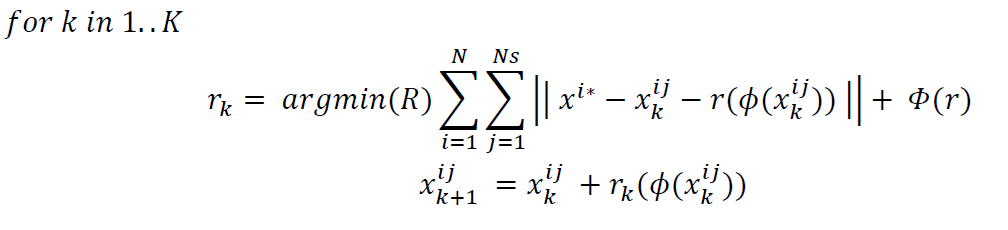 for k in 1..K
r_k = argmin(R) ∑_{i=1}^{N} ∑_{j=1}^{Ns} || x^{i*} − x_k^{ij} − r(ϕ(x_k^{ij})) || + Φ(r)
x_{k+1}^{ij} = x_k^{ij} + r_k(ϕ(x_k^{ij}))